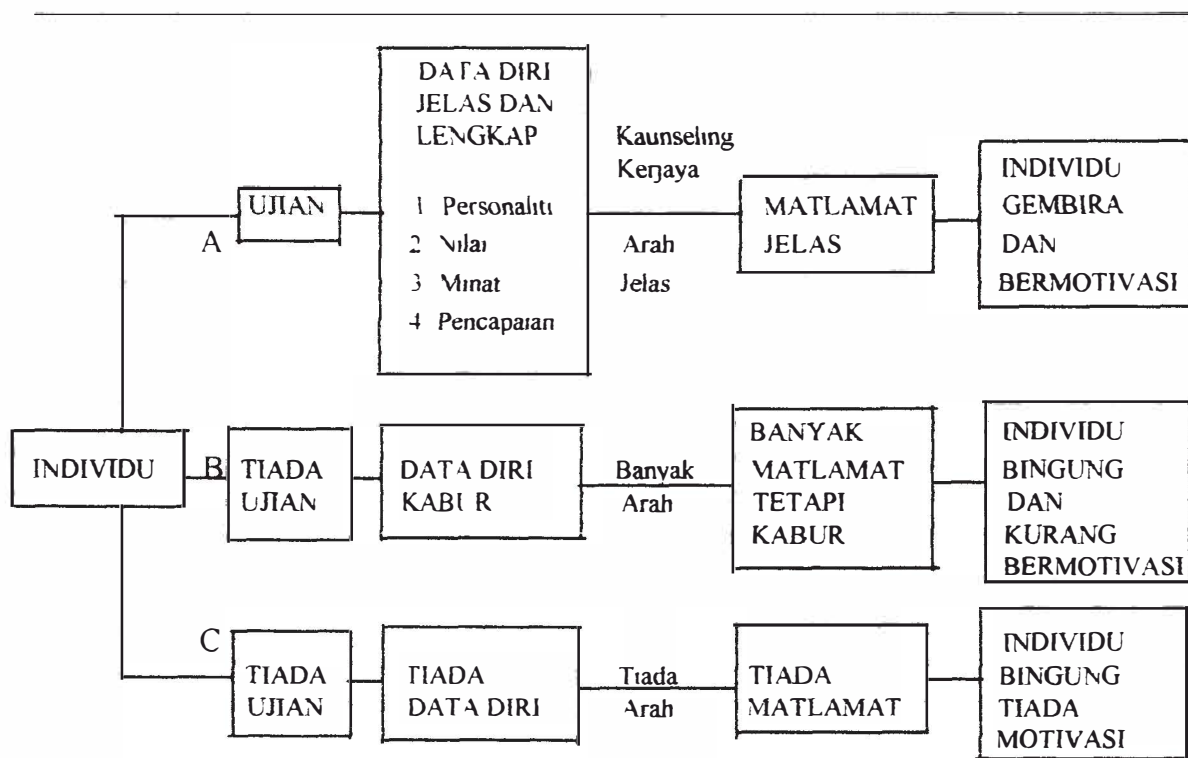 DATA DIRI
JELAS DAN
LENGKAP
1 Personaliti
2 Nilai
3 Minat
4 Pencapaian
Kaunseling
Kerjaya
Arah
Jelas
UJIAN
A
MATLAMAT
JELAS
INDIVIDU
GEMBIRA
DAN
BERMOTIVASI
INDIVIDU
B
TIADA
UJIAN
DATA DIRI
KABUR
Banyak
Arah
BANYAK
MATLAMAT
TETAPI
KABUR
INDIVIDU
BINGUNG
DAN
KURANG
BERMOTIVASI
C
TIADA
UJIAN
TIADA
DATA DIRI
Tiada
Arah
TIADA
MATLAMAT
INDIVIDU
BINGUNG
TIADA
MOTIVASI